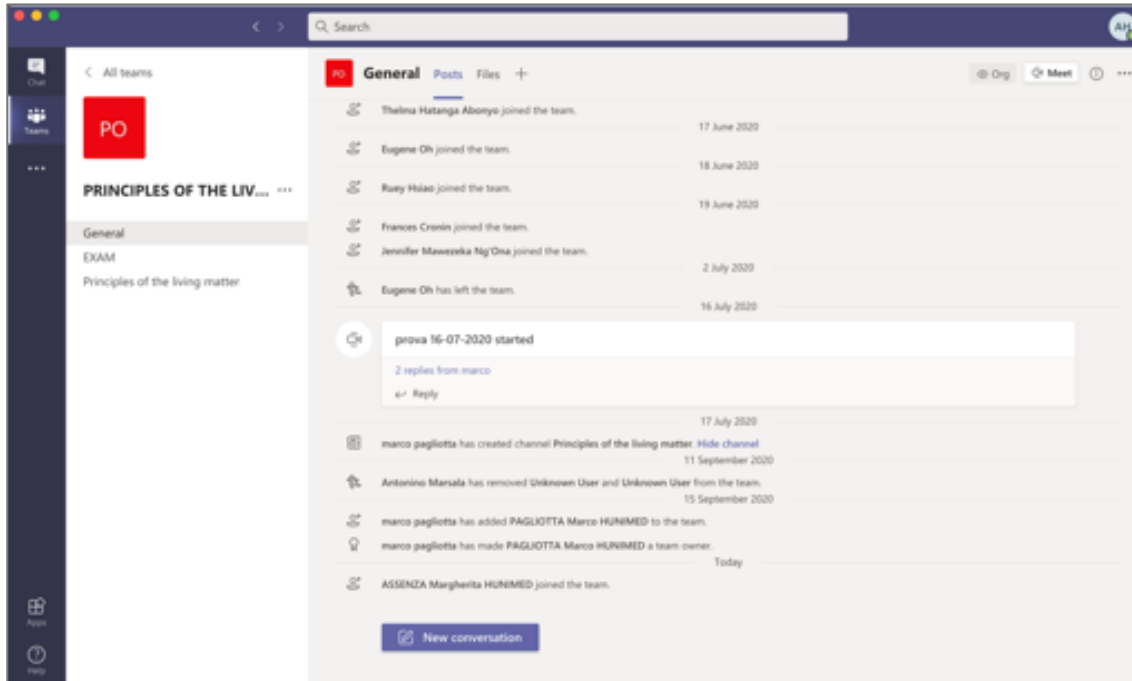 Search
AH
Chat
Teams
Apps
Help
All teams
PO
PRINCIPLES OF THE LIV... ...
General
EXAM
Principles of the living matter
PO General Posts Files +
Org Meet
Thelma Hatanga Abonyo joined the team.
17 June 2020
Eugene Oh joined the team.
18 June 2020
Ruey Hsiao joined the team.
19 June 2020
Frances Cronin joined the team.
Jennifer Mawezeka Ng'Ona joined the team.
2 July 2020
Eugene Oh has left the team.
16 July 2020
prova 16-07-2020 started
2 replies from marco
Reply
17 July 2020
marco pagliotta has created channel Principles of the living matter. Hide channel
11 September 2020
Antonino Marsala has removed Unknown User and Unknown User from the team.
15 September 2020
marco pagliotta has added PAGLIOTTA Marco HUNIMED to the team.
marco pagliotta has made PAGLIOTTA Marco HUNIMED a team owner.
Today
ASSENZA Margherita HUNIMED joined the team.
New conversation